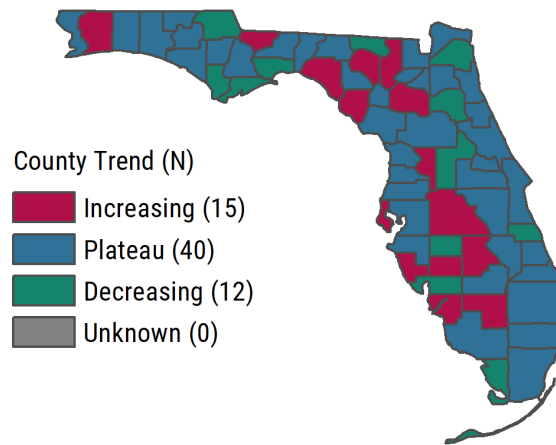 County Trend (N)
Increasing (15)
Plateau (40)
Decreasing (12)
Unknown (0)